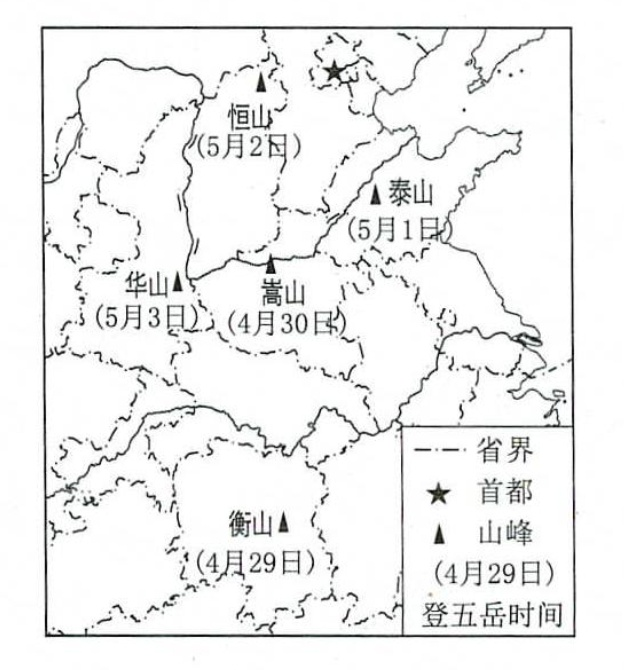 恒山
(5月2日)
泰山
(5月1日)
华山
(5月3日)
嵩山
(4月30日)
衡山
(4月29日)
省界
首都
山峰
(4月29日)
登五岳时间